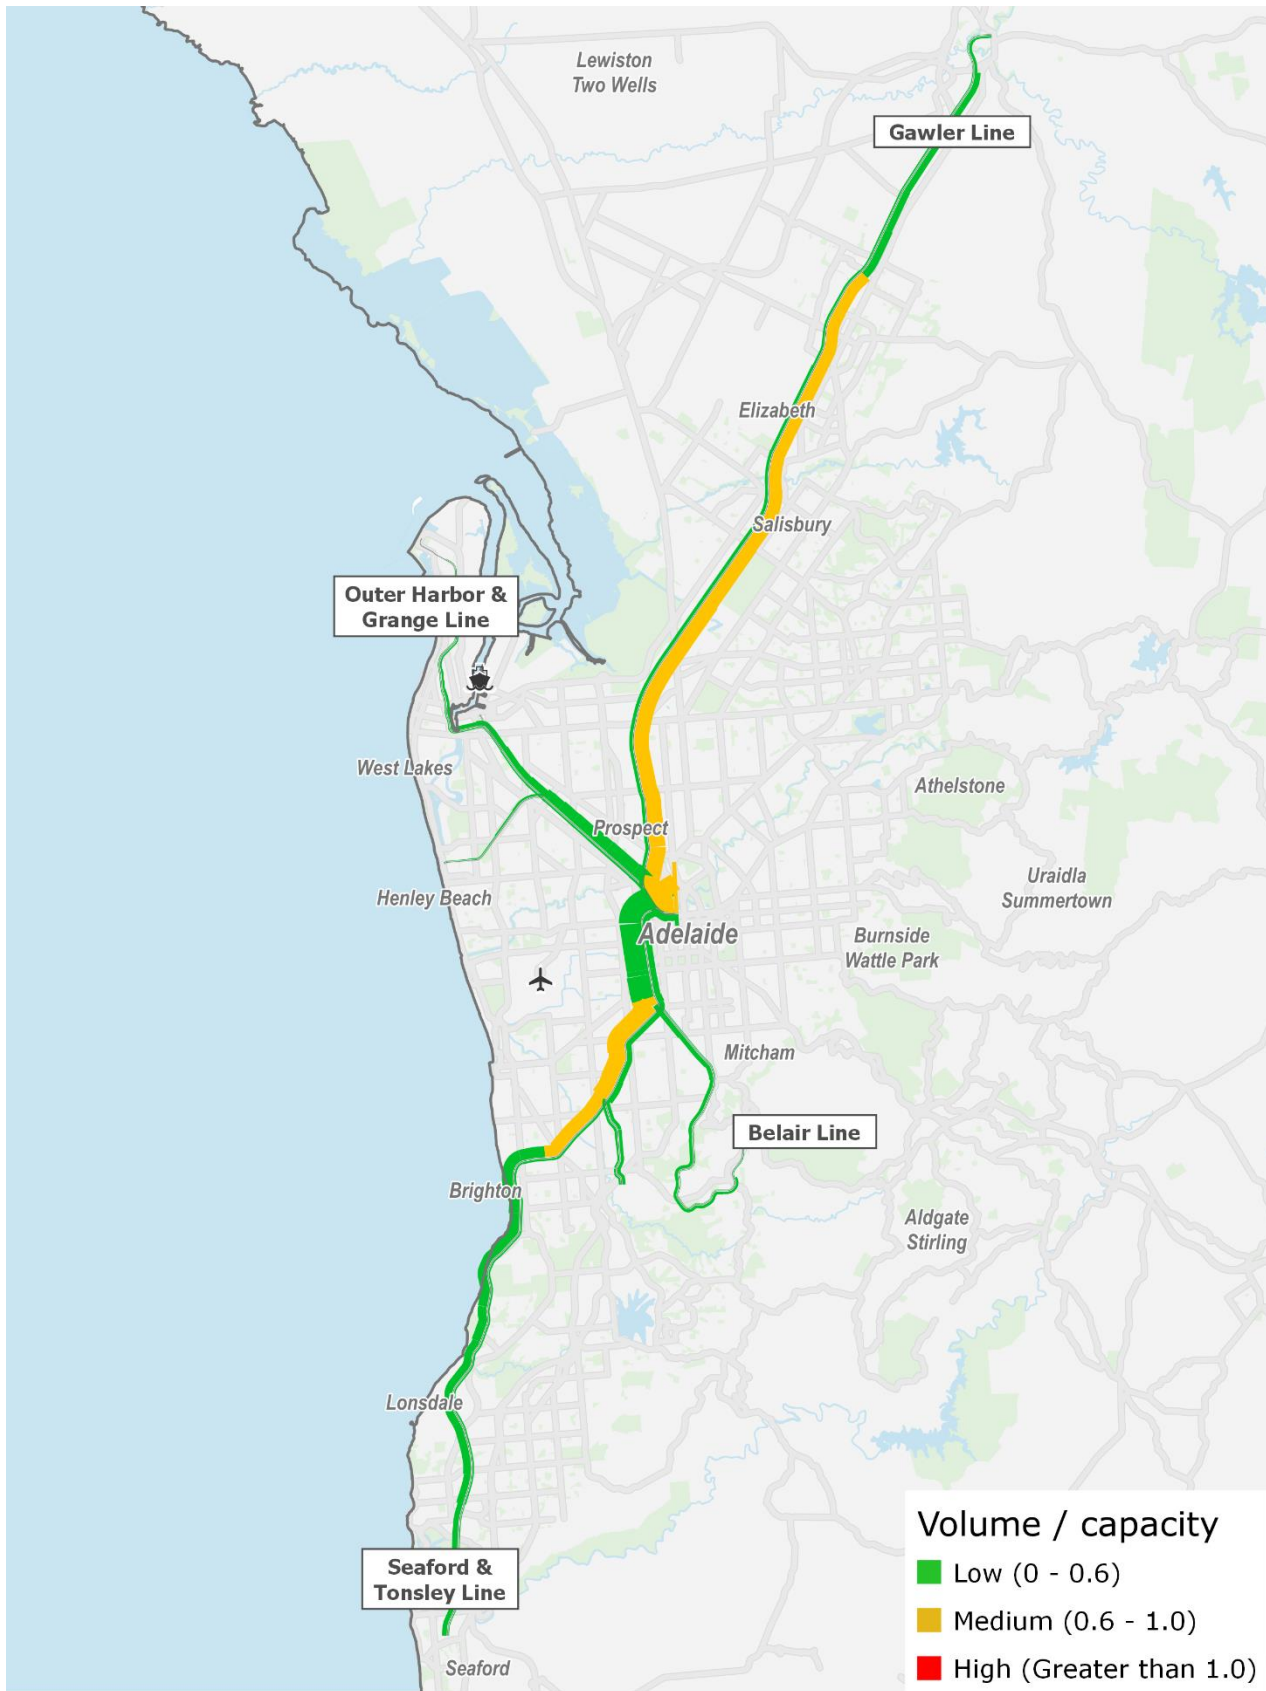 Lewiston
Two Wells
Gawler Line
Elizabeth
Salisbury
Outer Harbor &
Grange Line
West Lakes
Athelstone
Prospect
Uraidla
Summertown
Henley Beach
Adelaide
Burnside
Wattle Park
Mitcham
Belair Line
Brighton
Aldgate
Stirling
Lonsdale
Seaford &
Tonsley Line
Seaford
Volume / capacity
Low (0 - 0.6)
Medium (0.6 - 1.0)
High (Greater than 1.0)